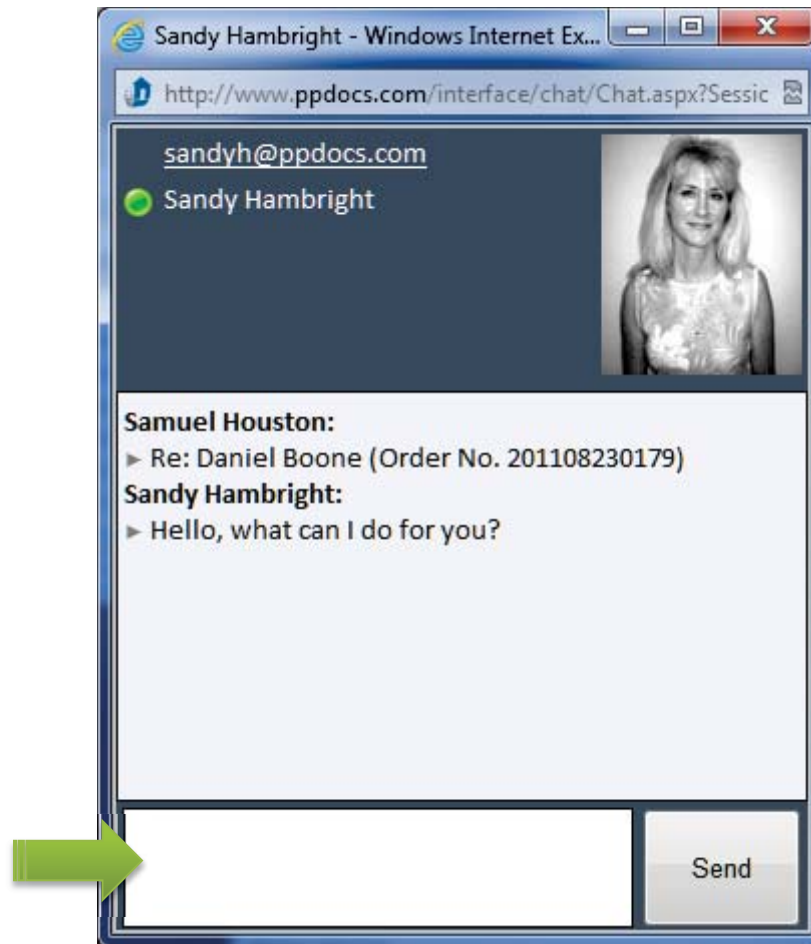 Sandy Hambright - Windows Internet Ex...
http://www.ppdocs.com/interface/chat/Chat.aspx?Sessic
sandyh@ppdocs.com
Sandy Hambright
Samuel Houston:
► Re: Daniel Boone (Order No. 201108230179)
Sandy Hambright:
► Hello, what can I do for you?
Send